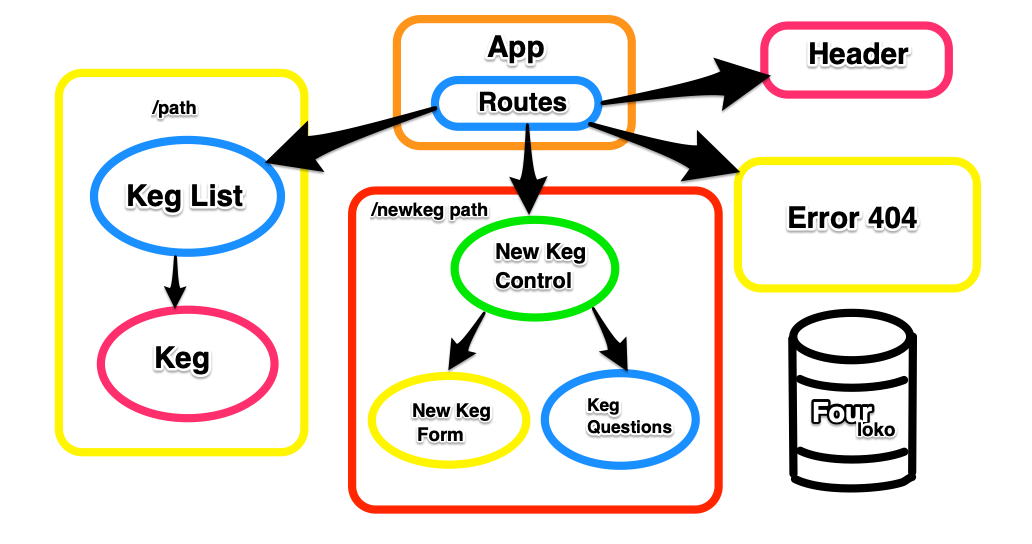 App
Routes
Header
/path
Keg List
Keg
/newkeg path
New Keg
Control
New Keg
Form
Keg
Questions
Error 404
Four
loko